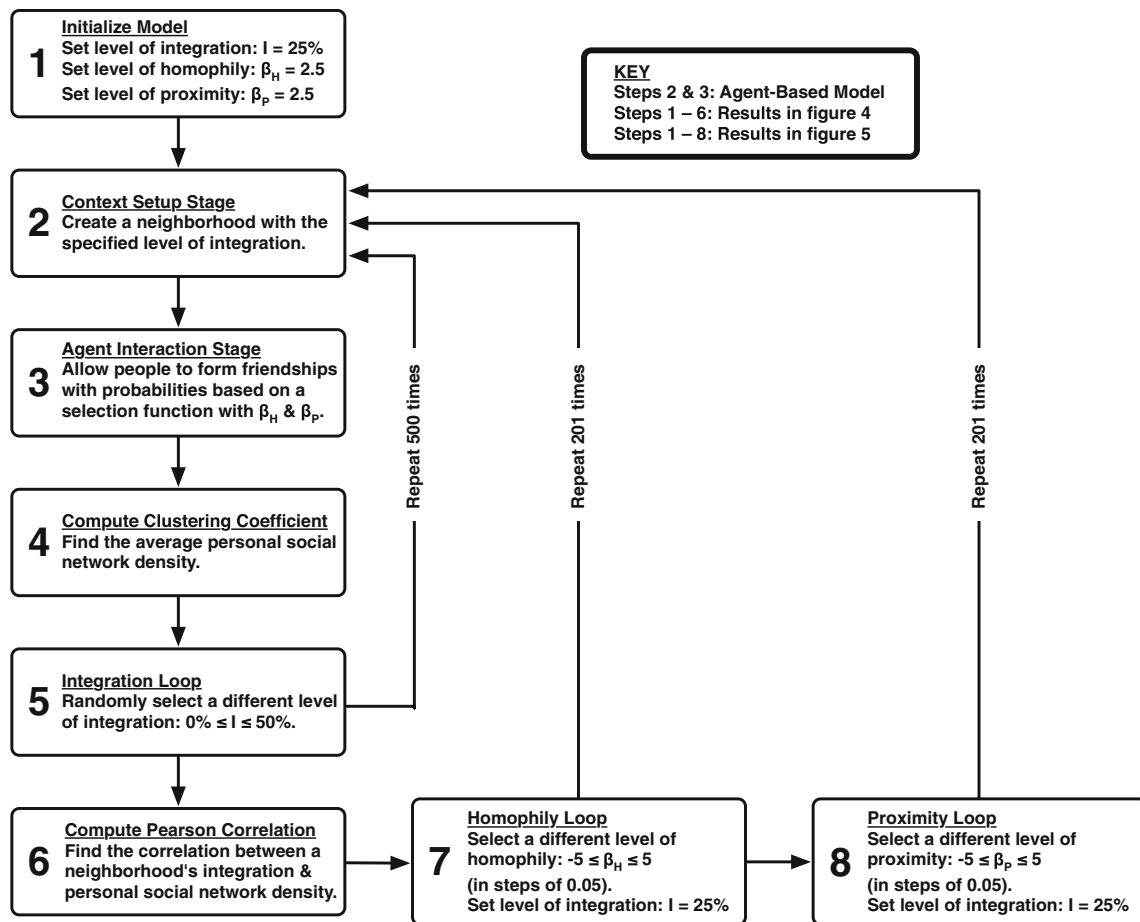 1
Initialize Model
Set level of integration: I = 25%
Set level of homophily: β_H = 2.5
Set level of proximity: β_P = 2.5
KEY
Steps 2 & 3: Agent-Based Model
Steps 1 – 6: Results in figure 4
Steps 1 – 8: Results in figure 5
2
Context Setup Stage
Create a neighborhood with the
specified level of integration.
3
Agent Interaction Stage
Allow people to form friendships
with probabilities based on a
selection function with β_H & β_P.
4
Compute Clustering Coefficient
Find the average personal social
network density.
5
Integration Loop
Randomly select a different level
of integration: 0% ≤ I ≤ 50%.
Repeat 500 times
Repeat 201 times
Repeat 201 times
6
Compute Pearson Correlation
Find the correlation between a
neighborhood's integration &
personal social network density.
7
Homophily Loop
Select a different level of
homophily: -5 ≤ β_H ≤ 5
(in steps of 0.05).
Set level of integration: I = 25%
8
Proximity Loop
Select a different level of
proximity: -5 ≤ β_P ≤ 5
(in steps of 0.05).
Set level of integration: I = 25%